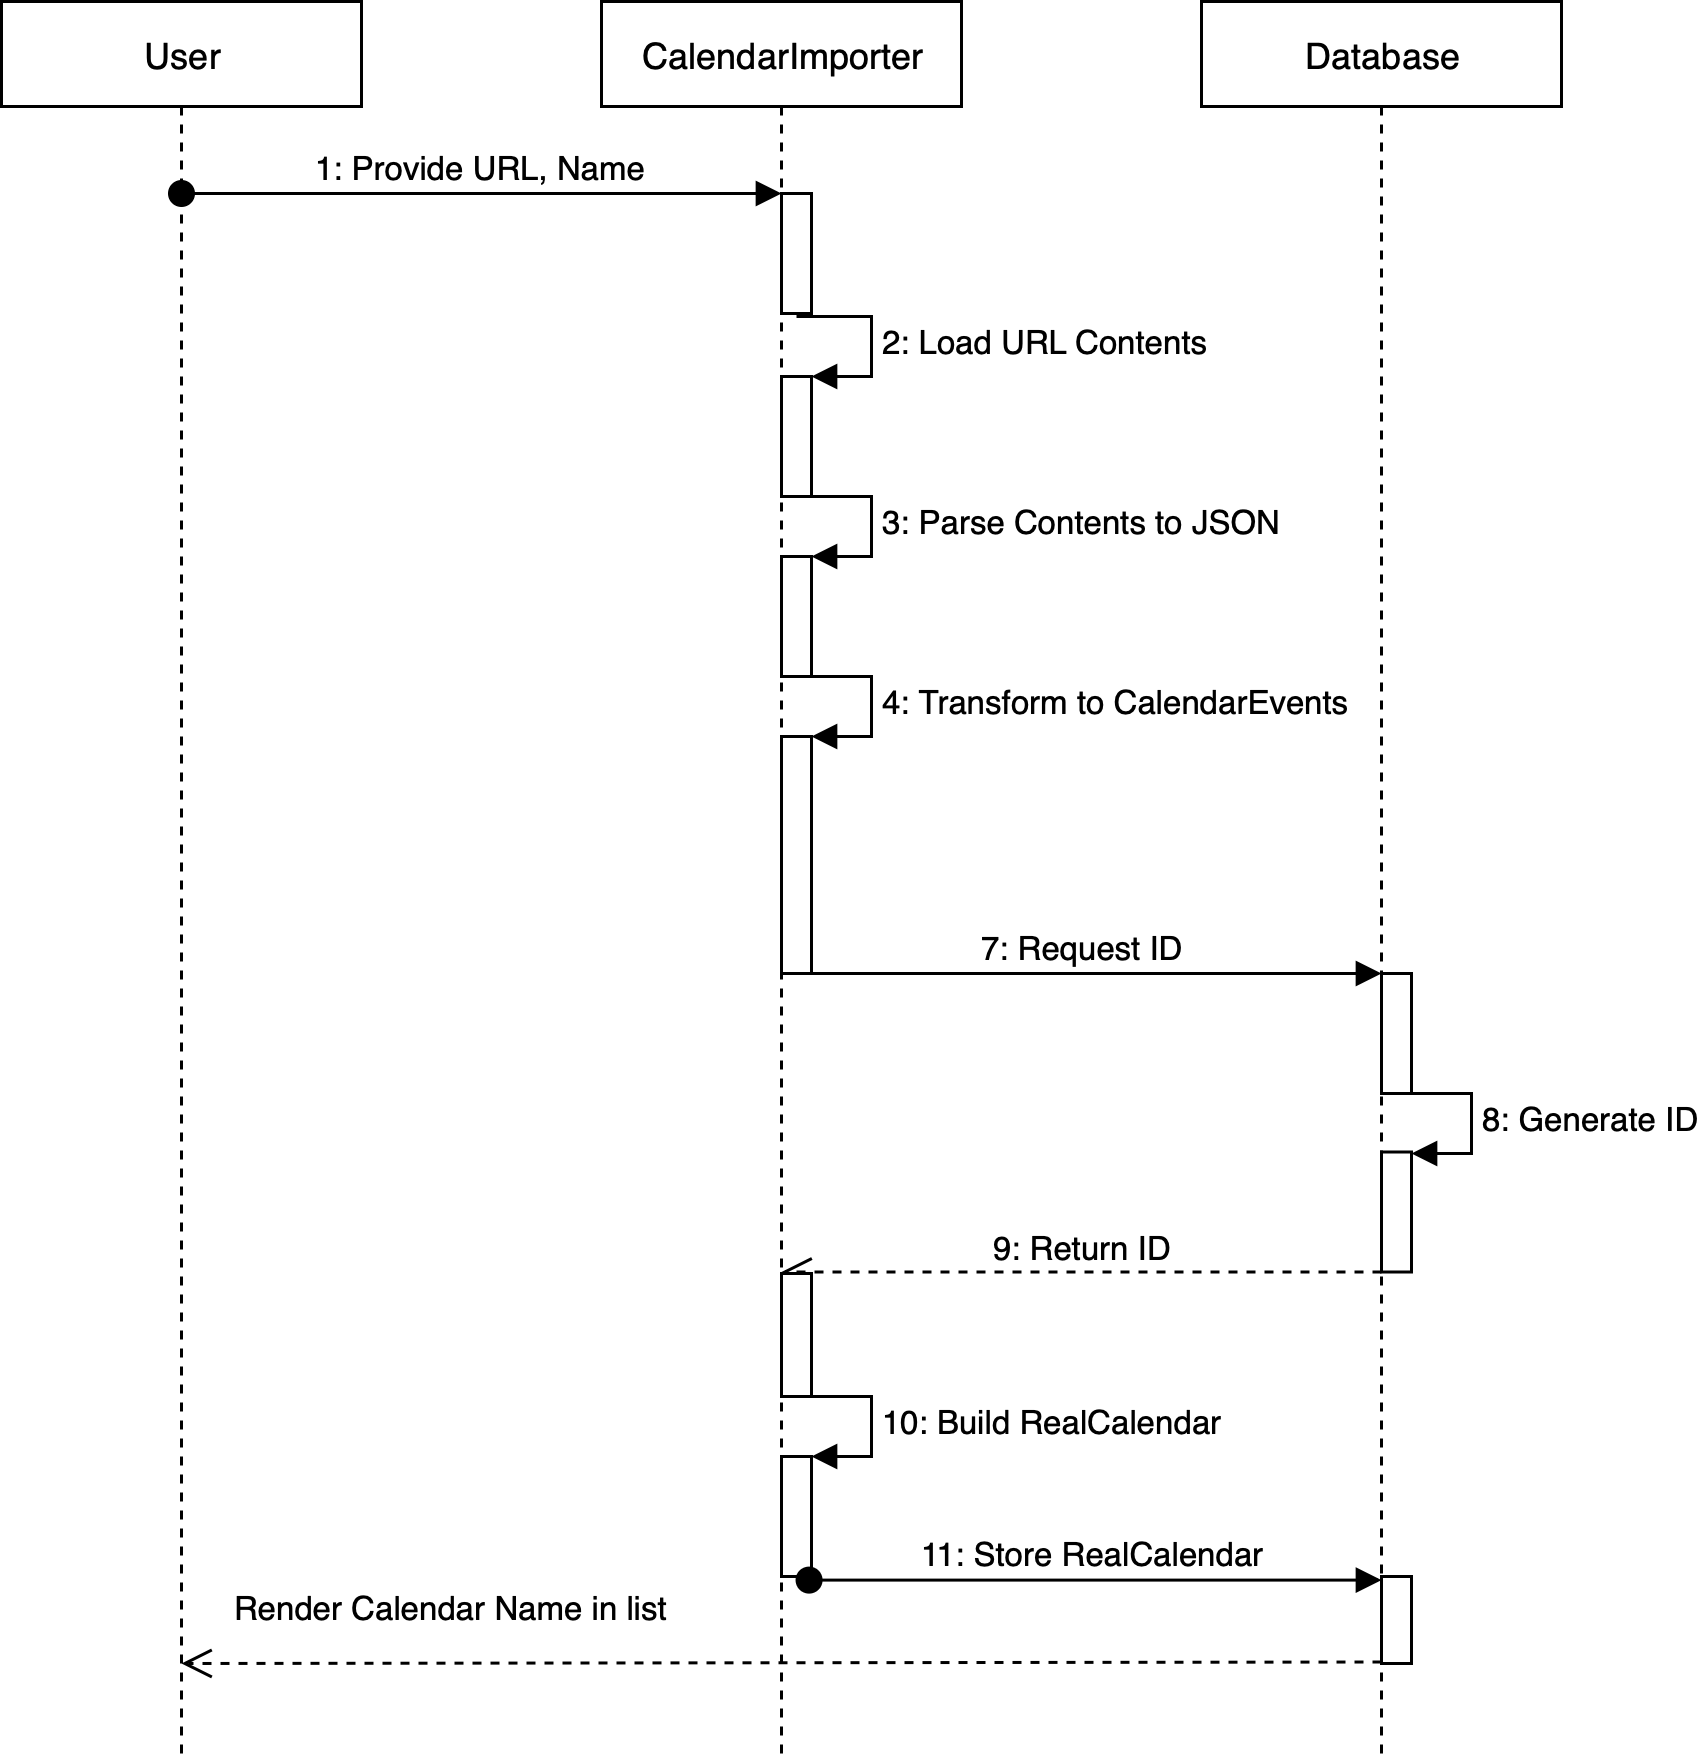 User
CalendarImporter
Database
1: Provide URL, Name
2: Load URL Contents
3: Parse Contents to JSON
4: Transform to CalendarEvents
7: Request ID
8: Generate ID
9: Return ID
10: Build RealCalendar
11: Store RealCalendar
Render Calendar Name in list